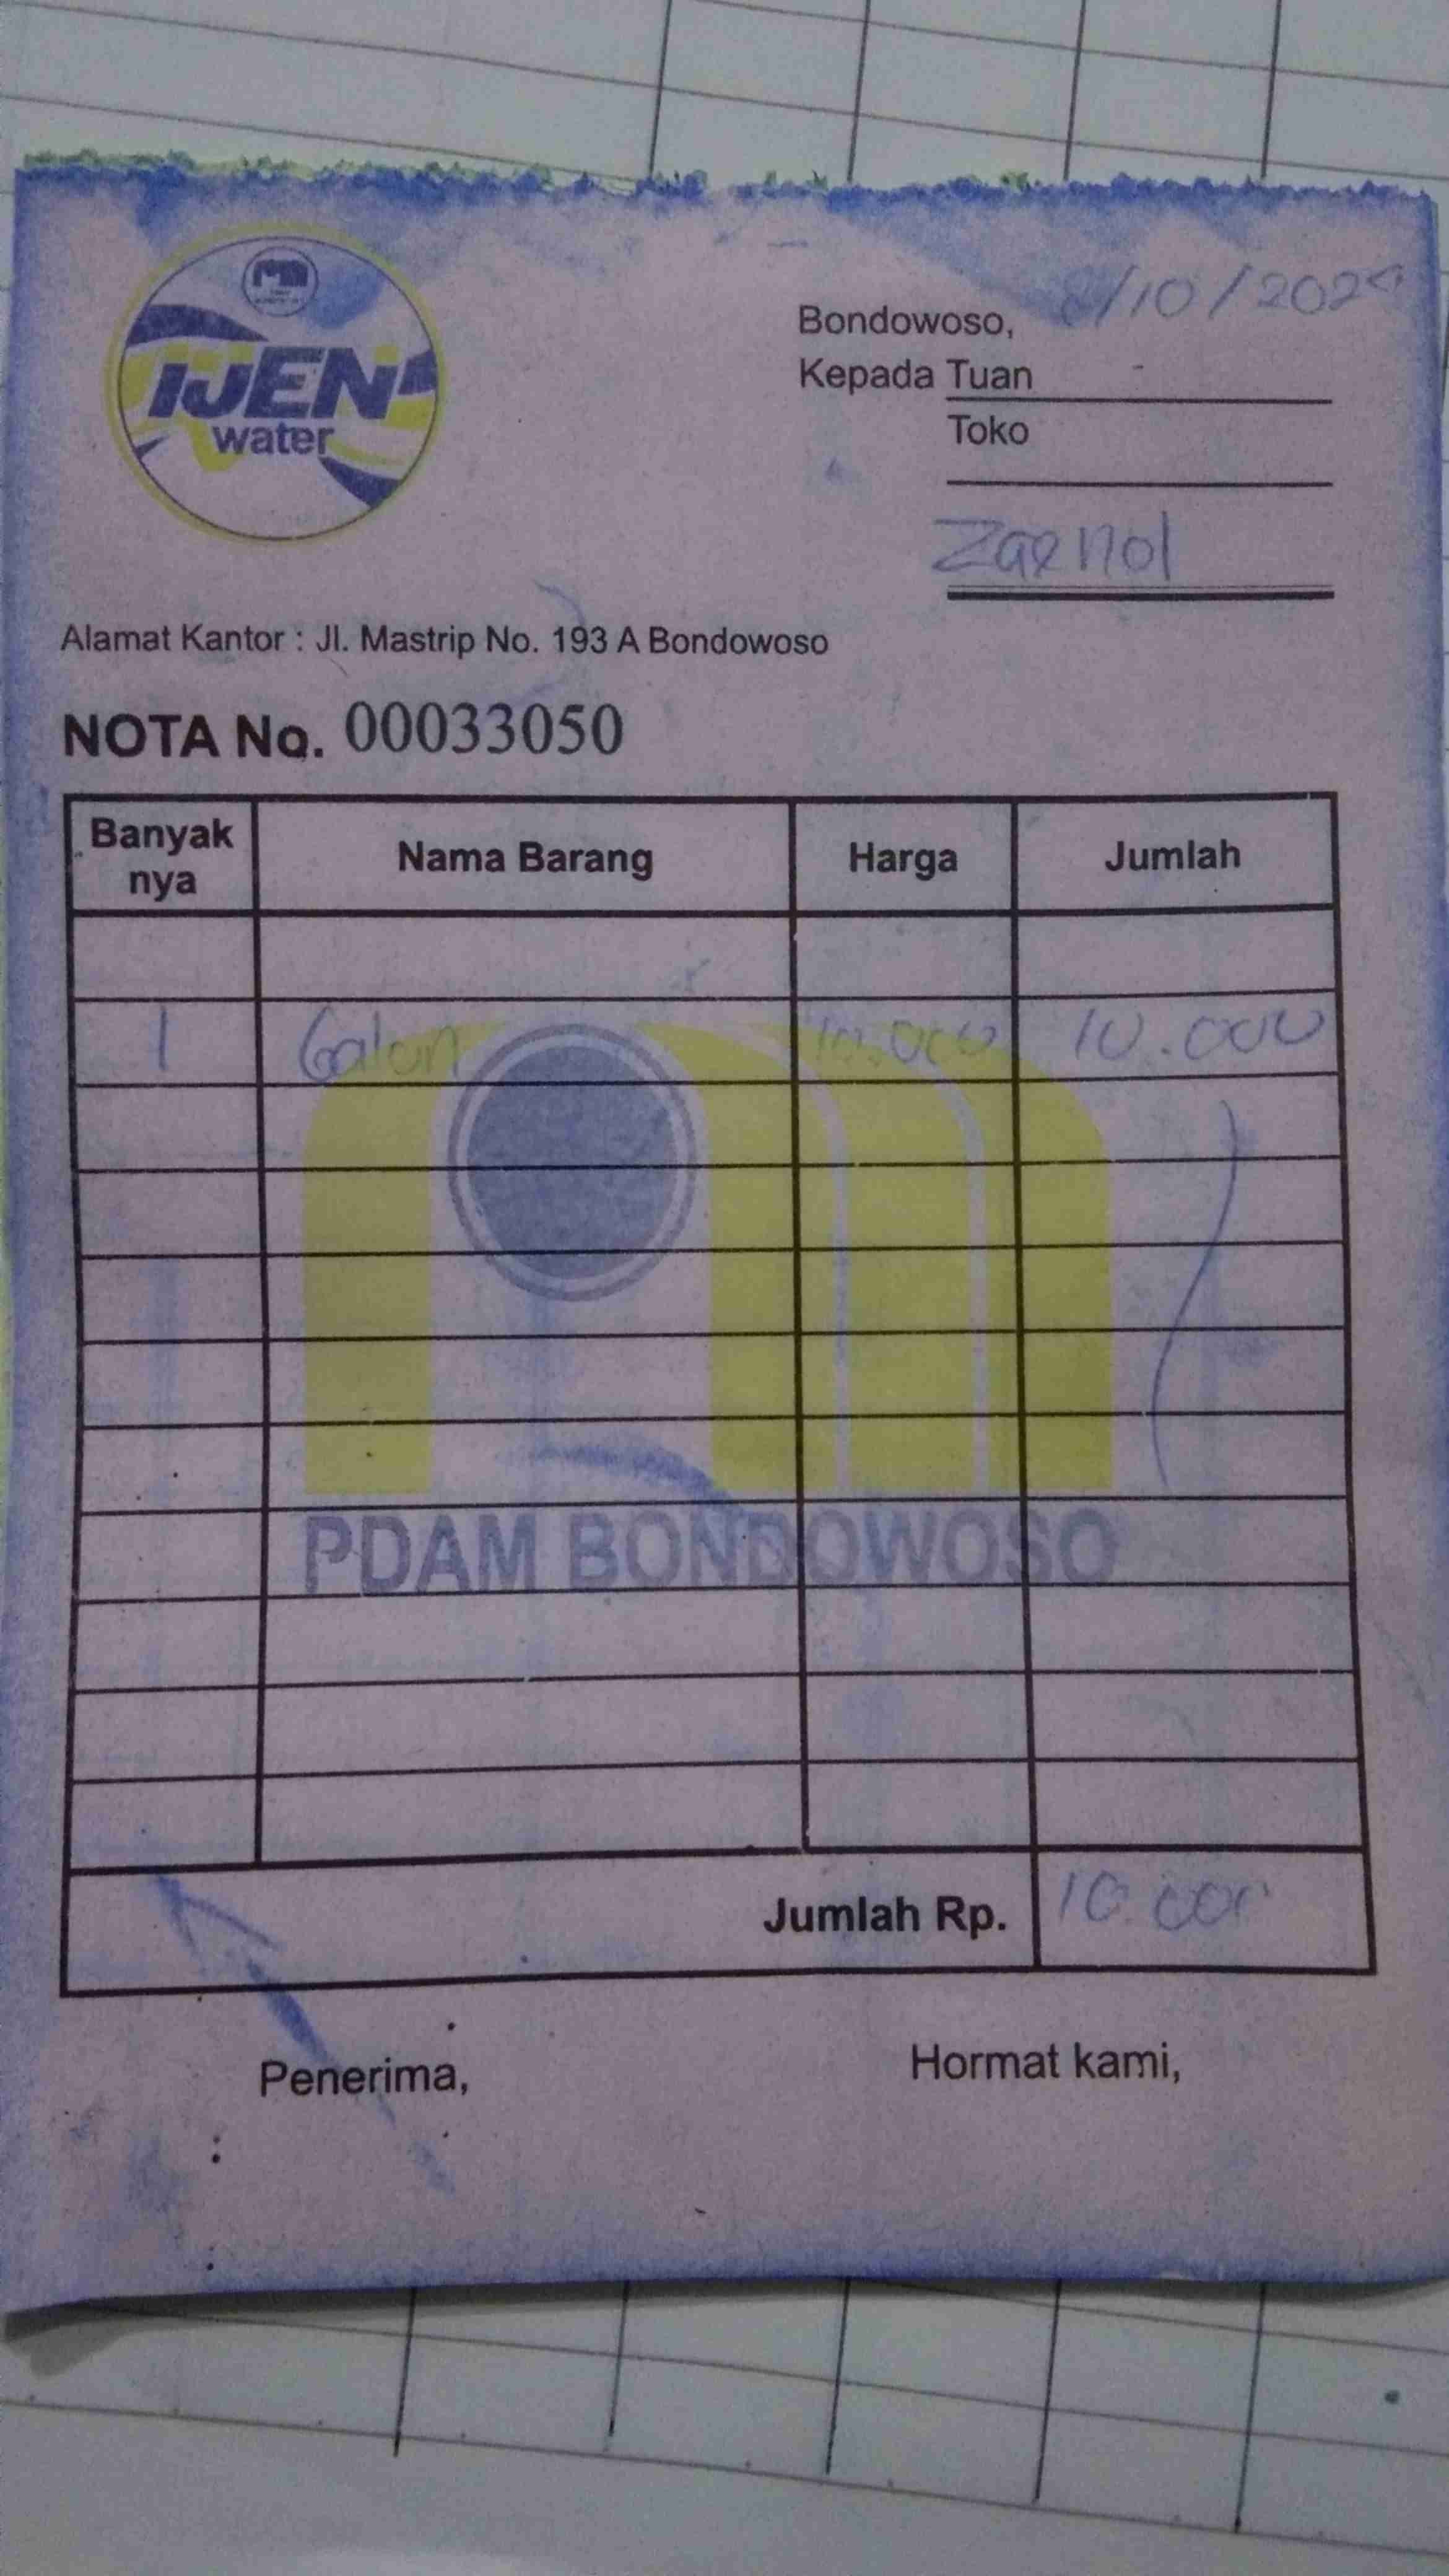 IJEN
water
Bondowoso, 8/10/2024
Kepada Tuan
Toko
Zaenol
Alamat Kantor : Jl. Mastrip No. 193 A Bondowoso
NOTA No. 00033050
Banyak nya Nama Barang Harga Jumlah
1 Galon 10.000 10.000
PDAM BONDOWOSO
Jumlah Rp. 10.000
Penerima, Hormat kami,